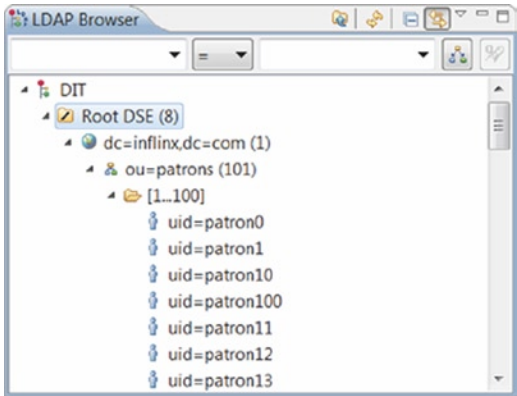 LDAP Browser
=
DIT
Root DSE (8)
dc=inflinx,dc=com (1)
ou=patrons (101)
[1...100]
uid=patron0
uid=patron1
uid=patron10
uid=patron100
uid=patron11
uid=patron12
uid=patron13